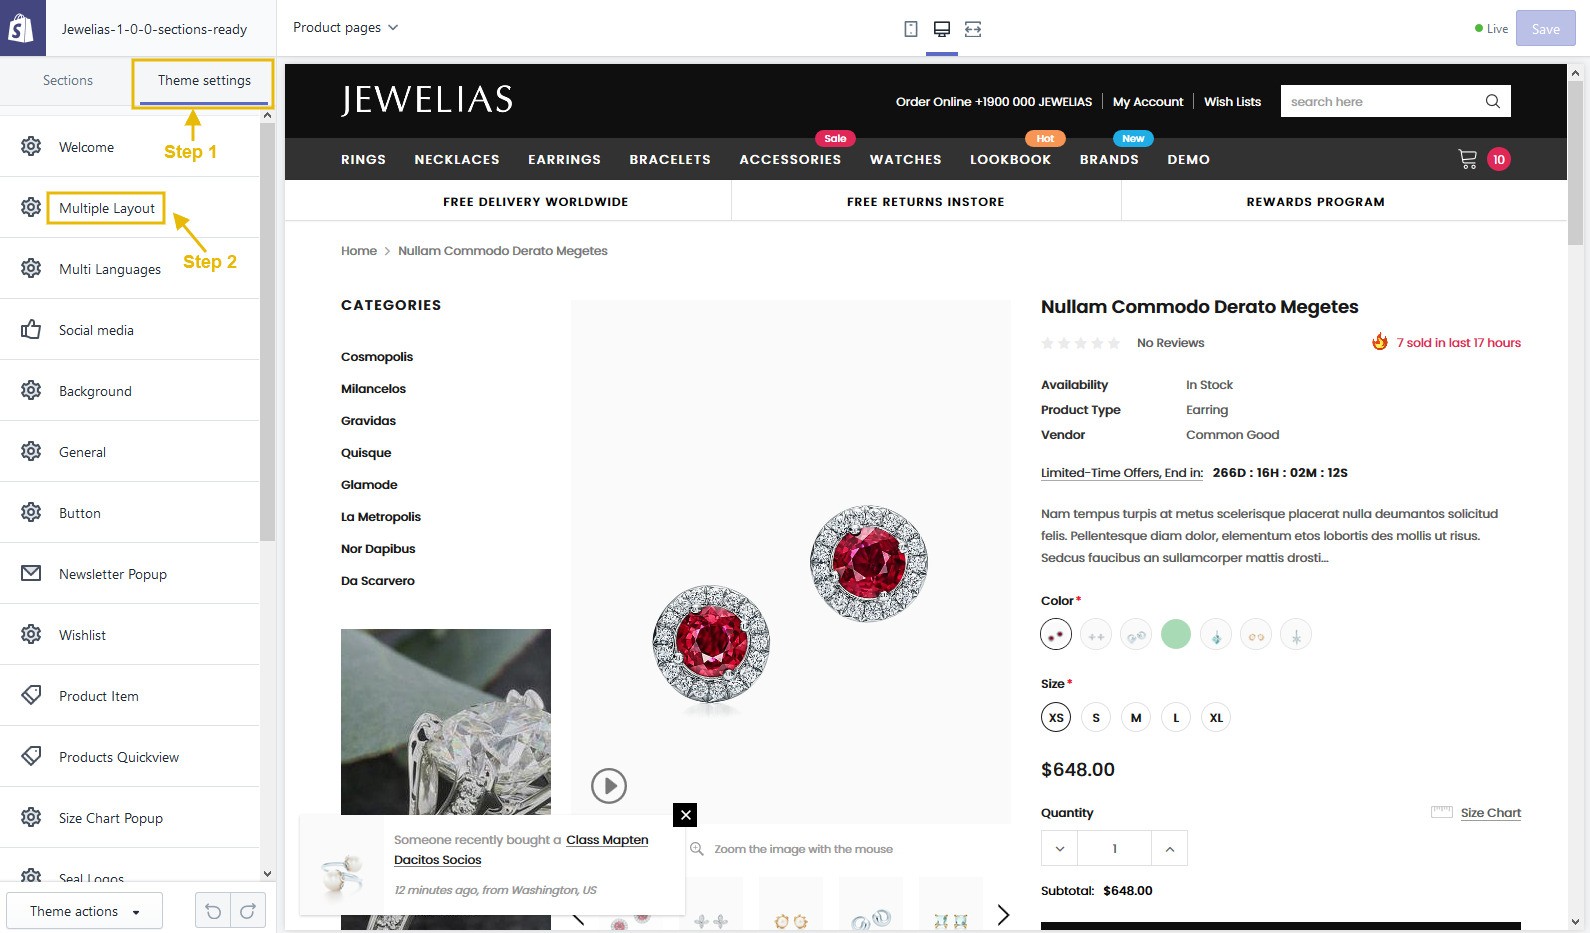 Jewelias-1-0-0-sections-ready
Product pages
Live
Save
Sections
Theme settings
Step 1
Welcome
Multiple Layout
Step 2
Multi Languages
Social media
Background
General
Button
Newsletter Popup
Wishlist
Product Item
Products Quickview
Size Chart Popup
Seal Logos
Theme actions
JEWELIAS
Order Online +1900 000 JEWELIAS
My Account
Wish Lists
search here
Sale
Hot
New
RINGS NECKLACES EARRINGS BRACELETS ACCESSORIES WATCHES LOOKBOOK BRANDS DEMO
10
FREE DELIVERY WORLDWIDE
FREE RETURNS INSTORE
REWARDS PROGRAM
Home > Nullam Commodo Derato Megetes
CATEGORIES
Cosmopolis
Milancelos
Gravidas
Quisque
Glamode
La Metropolis
Nor Dapibus
Da Scarvero
Someone recently bought a Class Mapten
Dacitos Socios
12 minutes ago, from Washington, US
Zoom the image with the mouse
Nullam Commodo Derato Megetes
No Reviews
7 sold in last 17 hours
Availability In Stock
Product Type Earring
Vendor Common Good
Limited-Time Offers, End in: 266D : 16H : 02M : 12S
Nam tempus turpis at metus scelerisque placerat nulla deumantos solicitud
felis. Pellentesque diam dolor, elementum etos lobortis des mollis ut risus.
Sedcus faucibus an sullamcorper mattis drosti...
Color*
Size*
XS S M L XL
$648.00
Quantity
Size Chart
1
Subtotal: $648.00